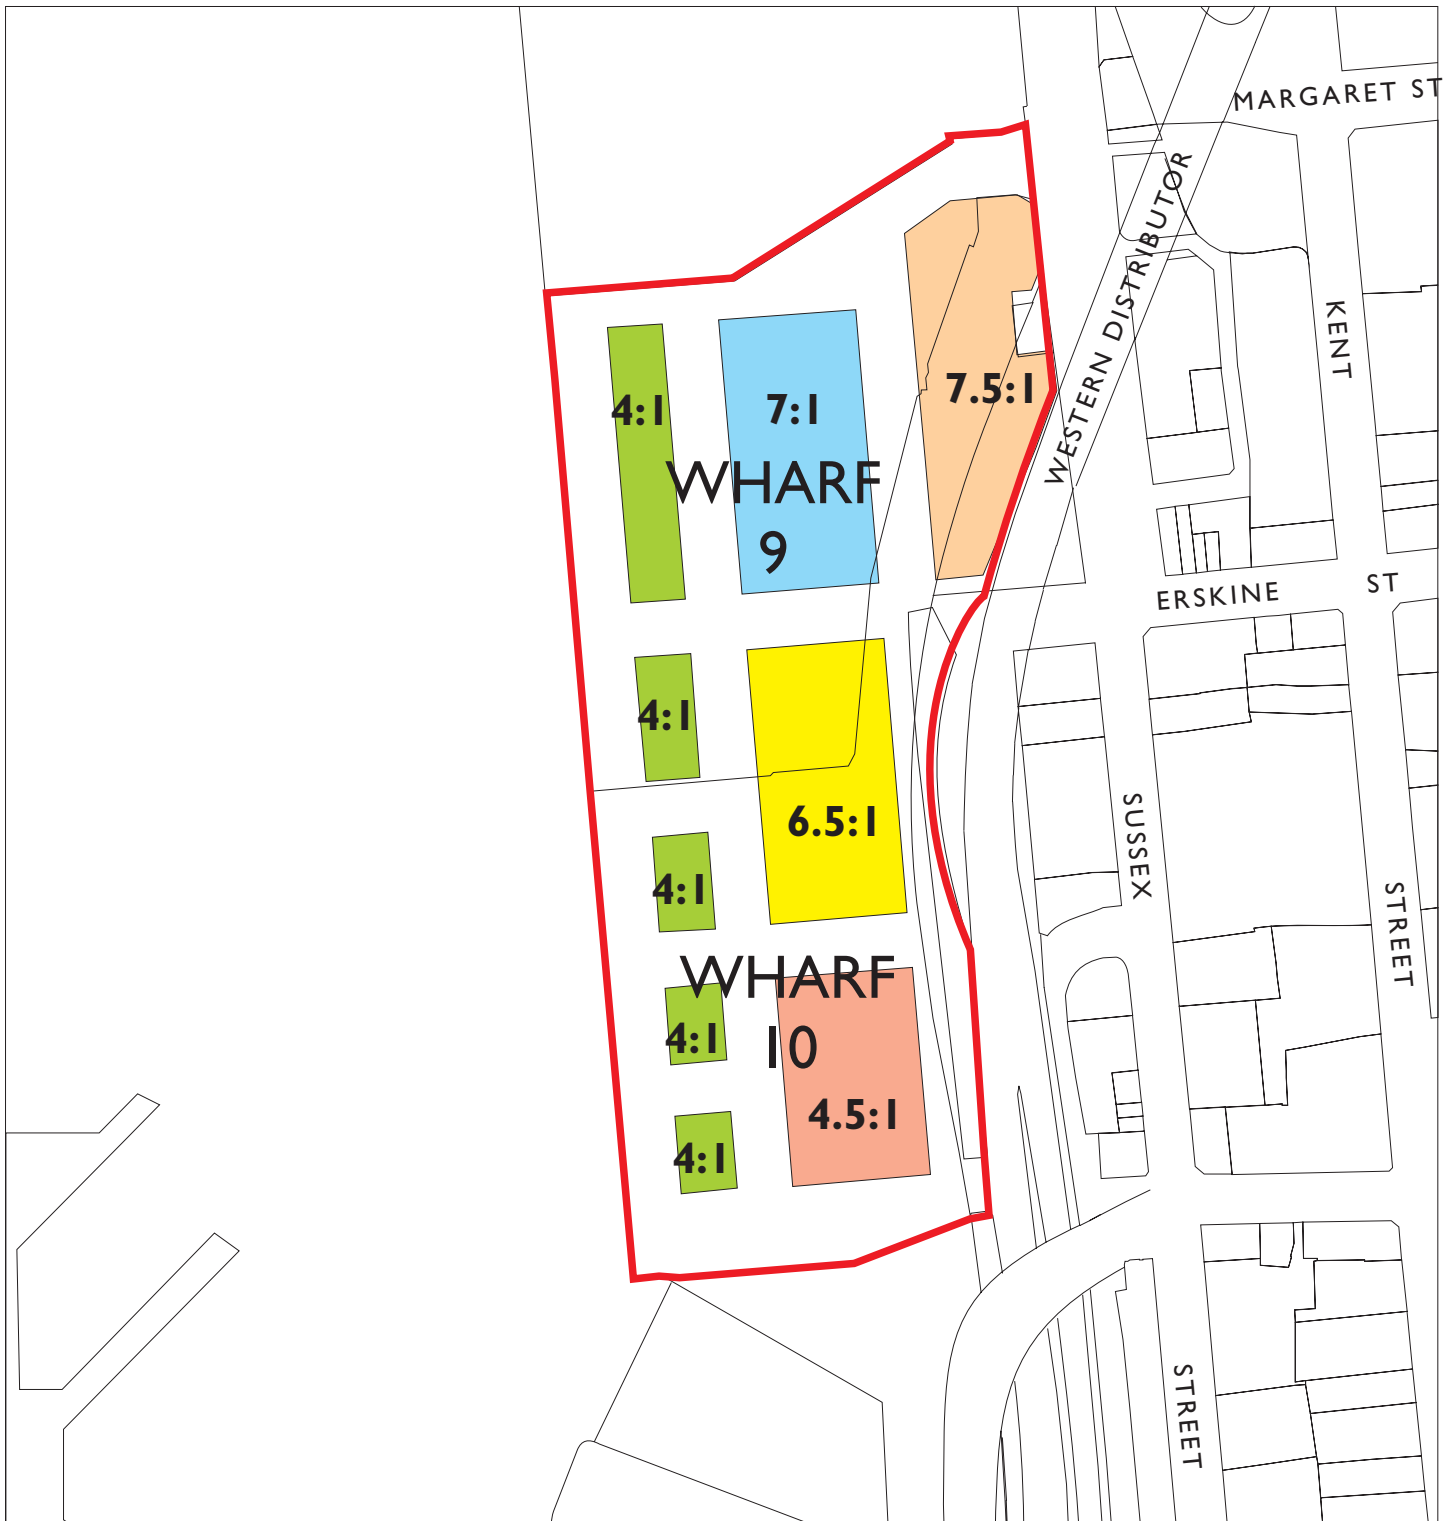 MARGARET ST
WESTERN DISTRIBUTOR
KENT
7.5:1
4:1
7:1
WHARF
9
ERSKINE
ST
4:1
6.5:1
SUSSEX
4:1
STREET
WHARF
10
4:1
4.5:1
4:1
STREET